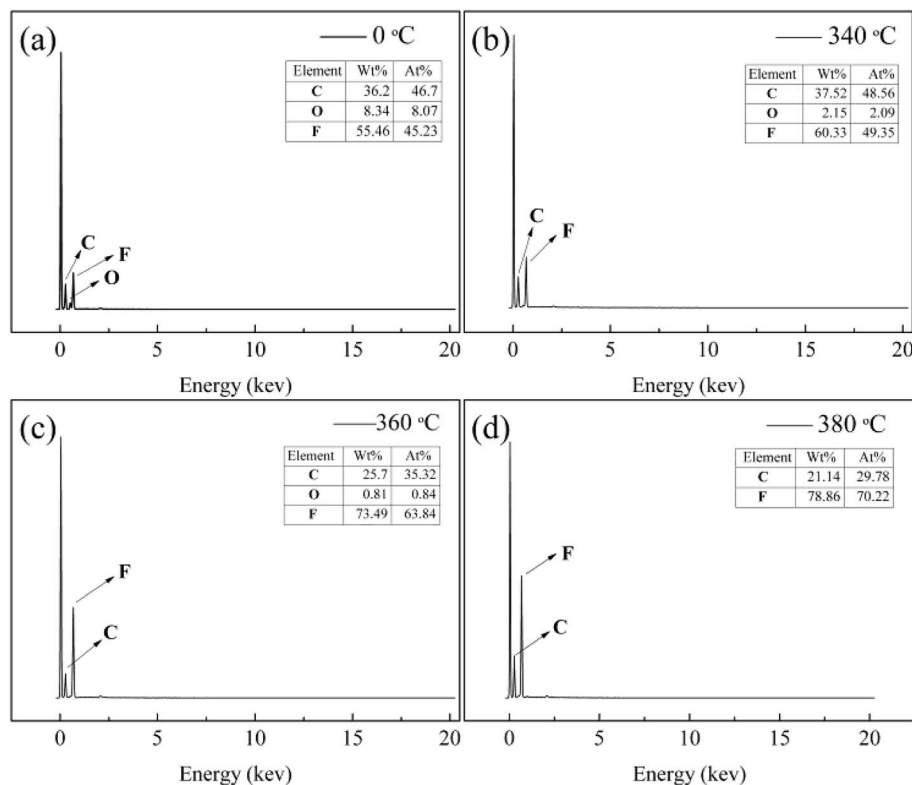 (a)
0 °C
Element Wt% At%
C 36.2 46.7
O 8.34 8.07
F 55.46 45.23
C
F
O
0 5 10 15 20
Energy (kev)
(b)
340 °C
Element Wt% At%
C 37.52 48.56
O 2.15 2.09
F 60.33 49.35
C
F
0 5 10 15 20
Energy (kev)
(c)
360 °C
Element Wt% At%
C 25.7 35.32
O 0.81 0.84
F 73.49 63.84
F
C
0 5 10 15 20
Energy (kev)
(d)
380 °C
Element Wt% At%
C 21.14 29.78
F 78.86 70.22
F
C
0 5 10 15 20
Energy (kev)